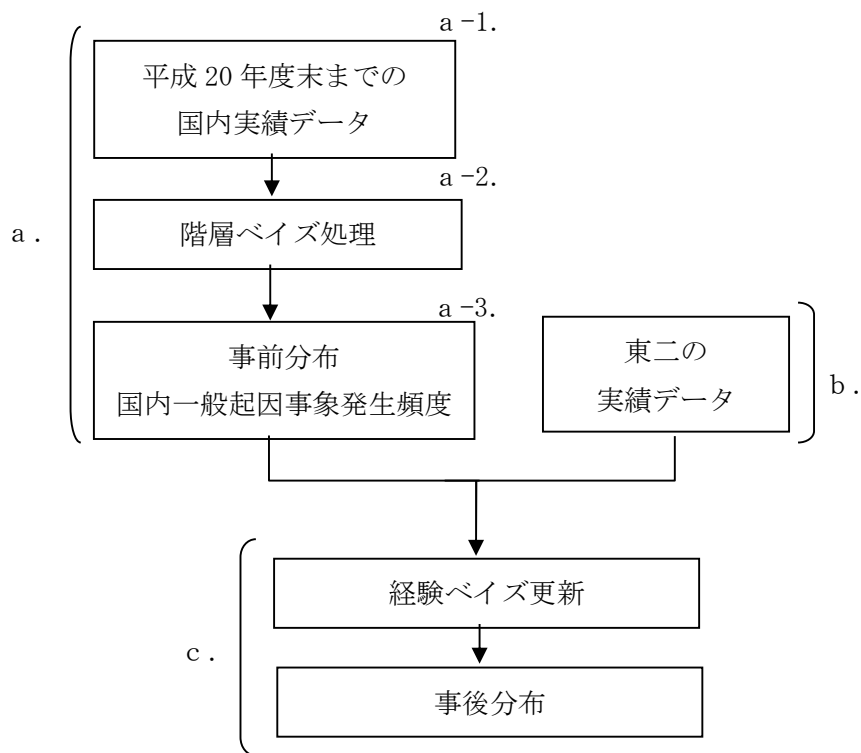 a-1.
平成 20 年度末までの
国内実績データ
a-2.
a.
階層ベイズ処理
a-3.
事前分布
国内一般起因事象発生頻度
東二の
実績データ
b.
経験ベイズ更新
c.
事後分布